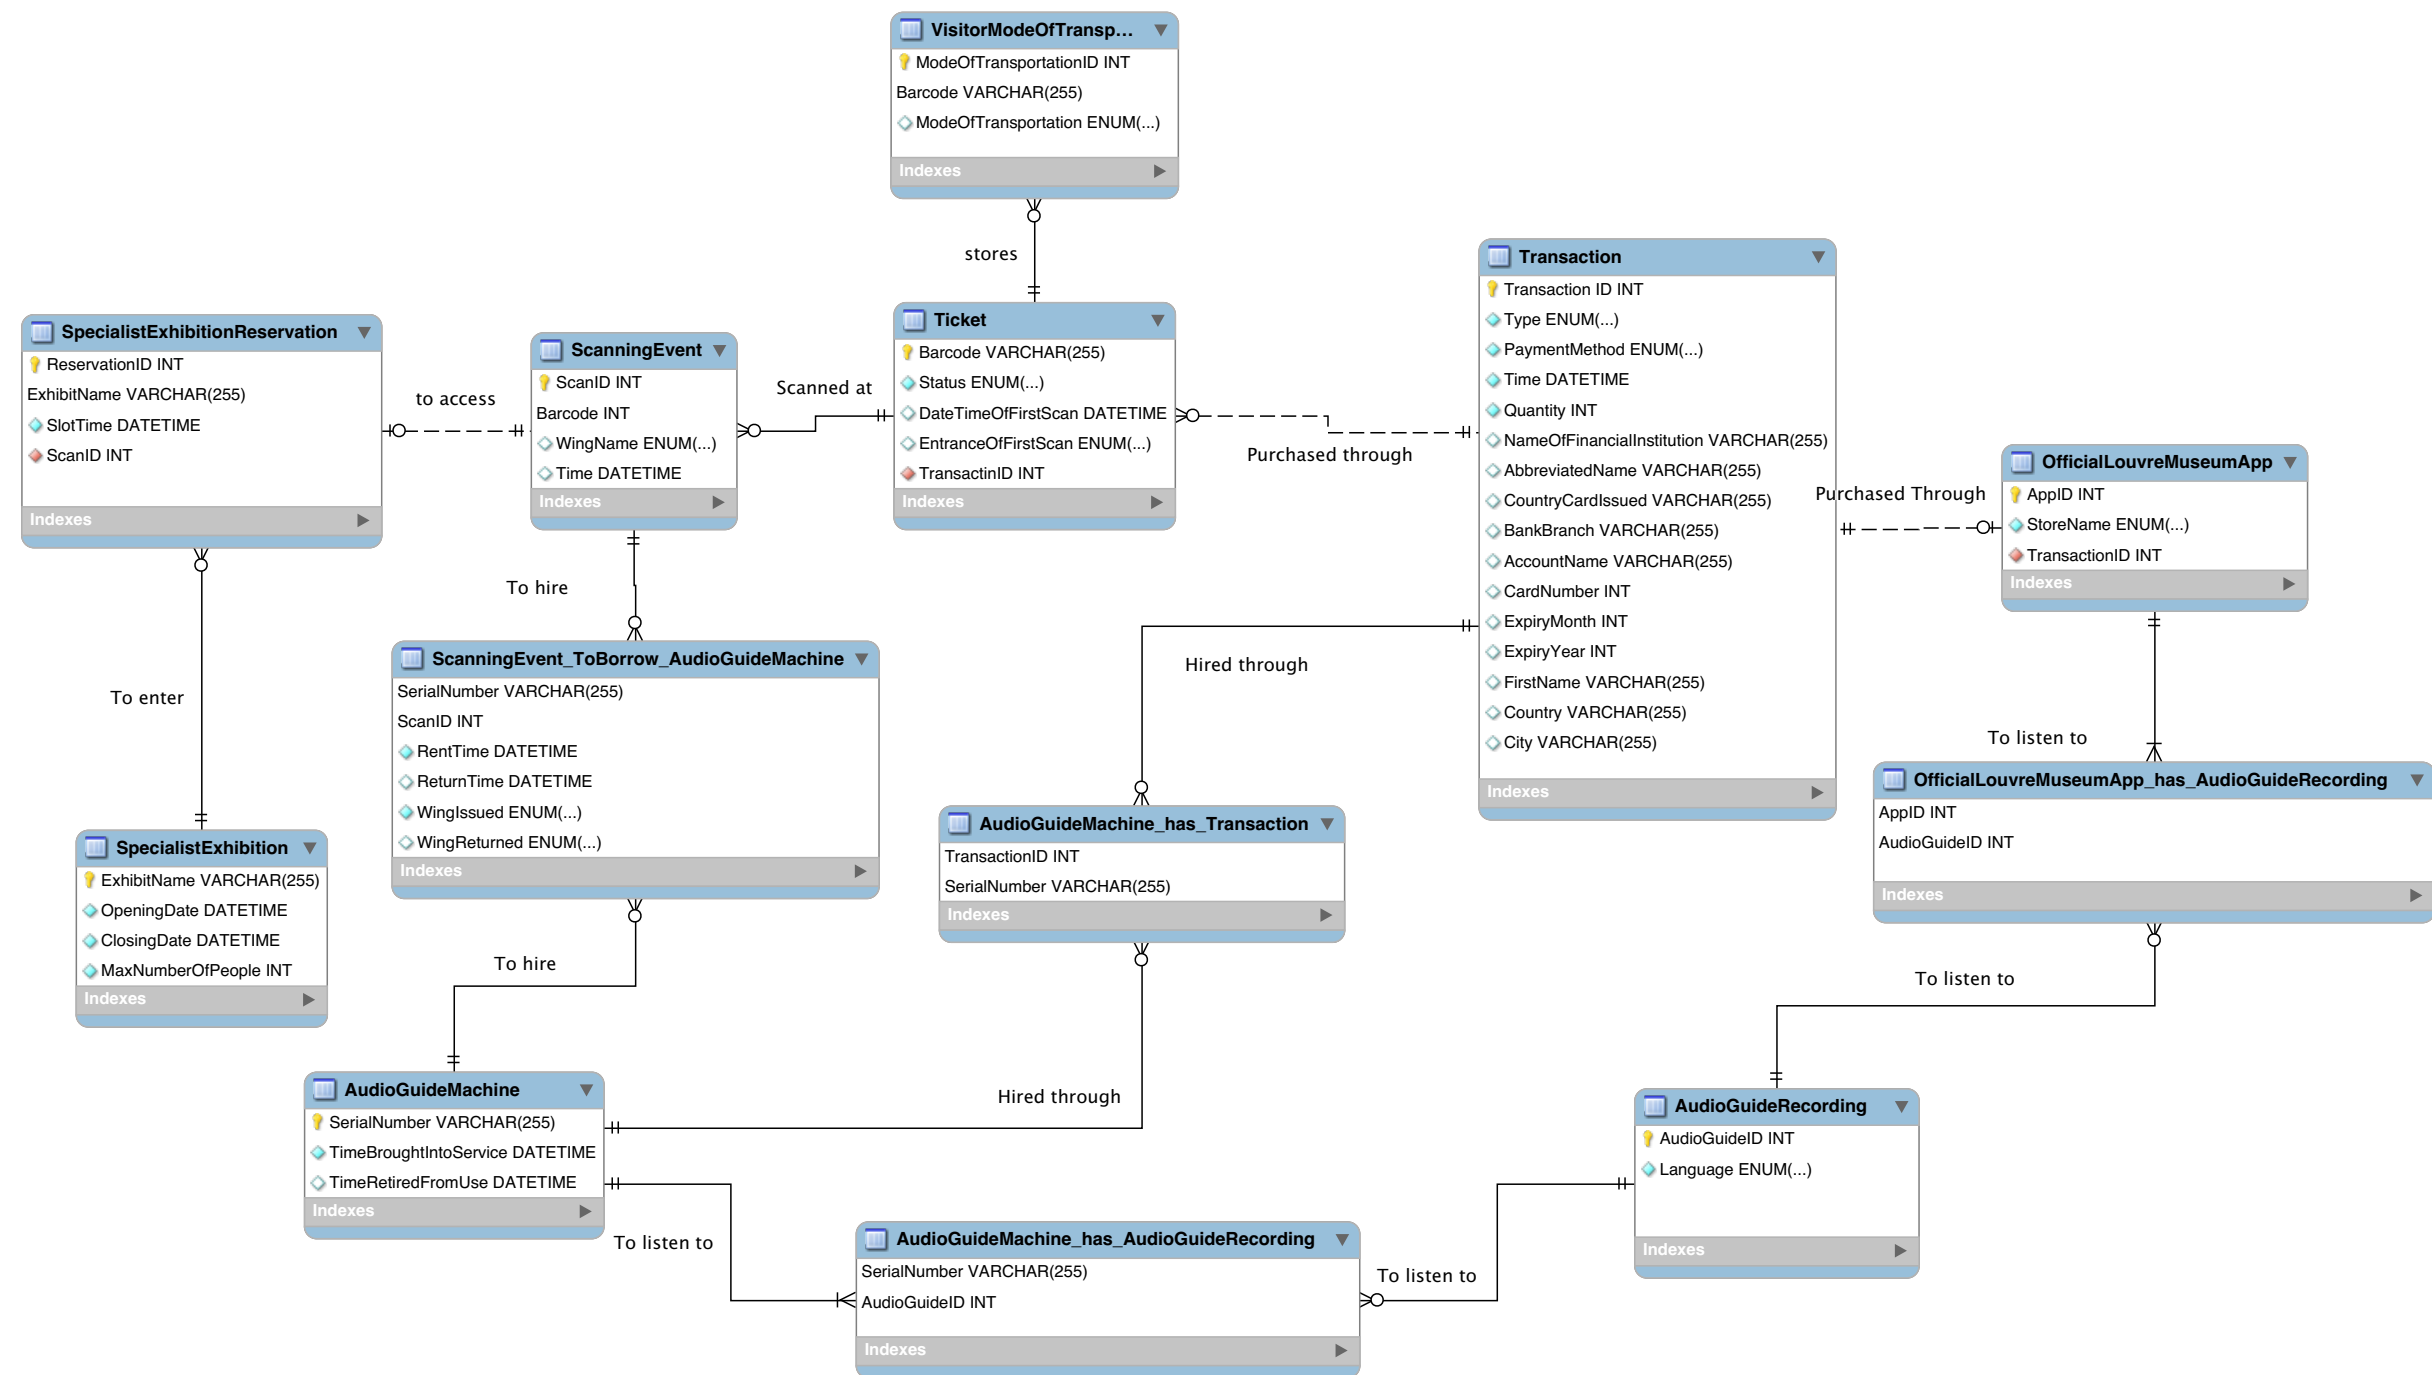 VisitorModeOfTransp...
ModeOfTransportationID INT
Barcode VARCHAR(255)
ModeOfTransportation ENUM(...)
Indexes
stores
SpecialistExhibitionReservation
ReservationID INT
ExhibitName VARCHAR(255)
SlotTime DATETIME
ScanID INT
Indexes
to access
ScanningEvent
ScanID INT
Barcode INT
WingName ENUM(...)
Time DATETIME
Indexes
Scanned at
Ticket
Barcode VARCHAR(255)
Status ENUM(...)
DateTimeOfFirstScan DATETIME
EntranceOfFirstScan ENUM(...)
TransactinID INT
Indexes
Purchased through
Transaction
Transaction ID INT
Type ENUM(...)
PaymentMethod ENUM(...)
Time DATETIME
Quantity INT
NameOfFinancialInstitution VARCHAR(255)
AbbreviatedName VARCHAR(255)
CountryCardIssued VARCHAR(255)
BankBranch VARCHAR(255)
AccountName VARCHAR(255)
CardNumber INT
ExpiryMonth INT
ExpiryYear INT
FirstName VARCHAR(255)
Country VARCHAR(255)
City VARCHAR(255)
Indexes
Purchased Through
OfficialLouvreMuseumApp
AppID INT
StoreName ENUM(...)
TransactionID INT
Indexes
To hire
To enter
ScanningEvent_ToBorrow_AudioGuideMachine
SerialNumber VARCHAR(255)
ScanID INT
RentTime DATETIME
ReturnTime DATETIME
WingIssued ENUM(...)
WingReturned ENUM(...)
Indexes
Hired through
To listen to
OfficialLouvreMuseumApp_has_AudioGuideRecording
AppID INT
AudioGuideID INT
Indexes
SpecialistExhibition
ExhibitName VARCHAR(255)
OpeningDate DATETIME
ClosingDate DATETIME
MaxNumberOfPeople INT
Indexes
AudioGuideMachine_has_Transaction
TransactionID INT
SerialNumber VARCHAR(255)
Indexes
To hire
To listen to
AudioGuideMachine
SerialNumber VARCHAR(255)
TimeBroughtIntoService DATETIME
TimeRetiredFromUse DATETIME
Indexes
Hired through
AudioGuideRecording
AudioGuideID INT
Language ENUM(...)
Indexes
To listen to
AudioGuideMachine_has_AudioGuideRecording
SerialNumber VARCHAR(255)
AudioGuideID INT
Indexes
To listen to